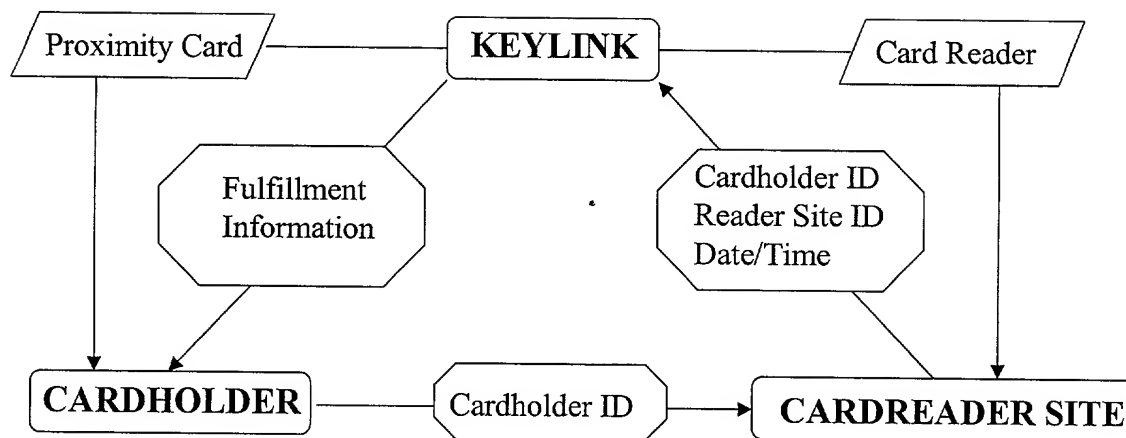 Proximity Card
KEYLINK
Card Reader
Fulfillment
Information
Cardholder ID
Reader Site ID
Date/Time
CARDHOLDER
Cardholder ID
CARDREADER SITE